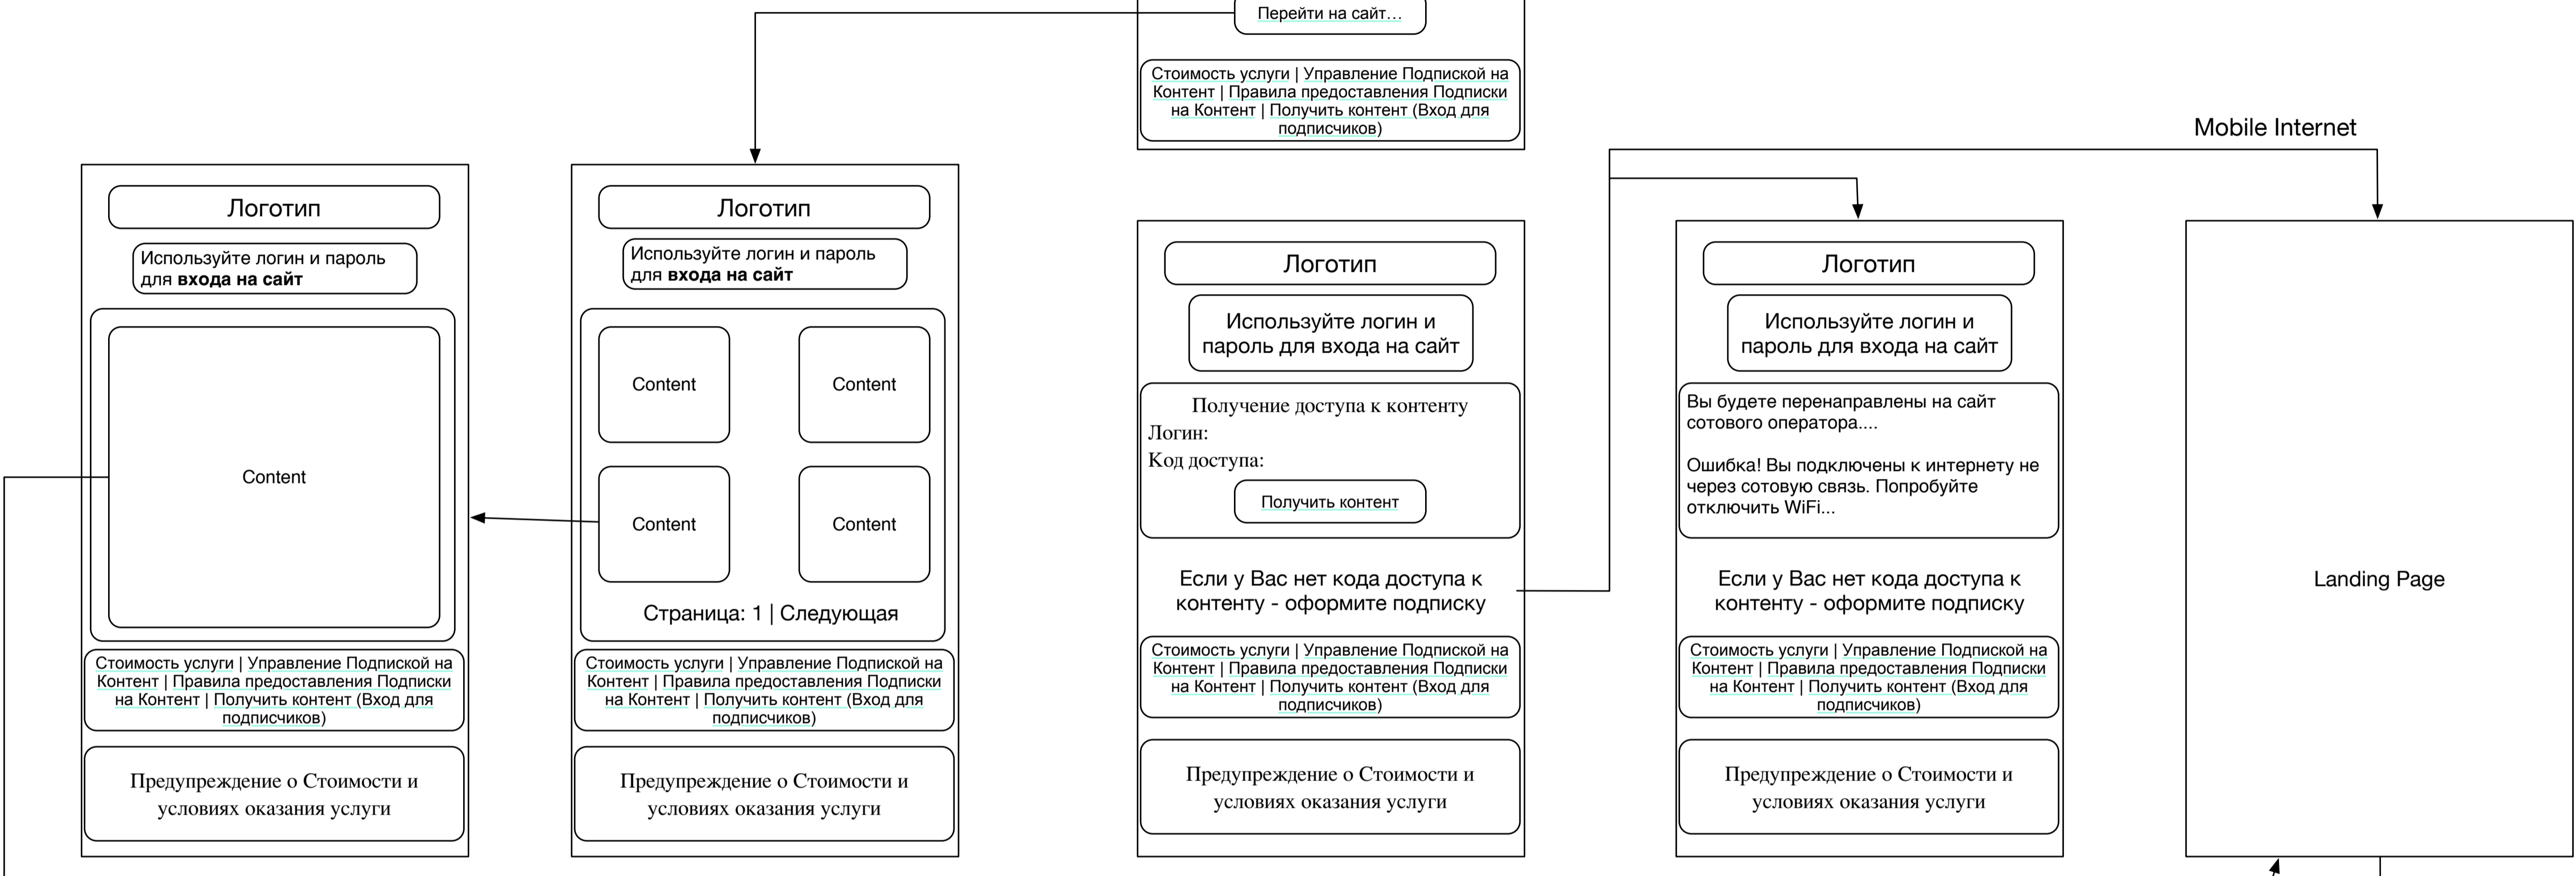 Перейти на сайт...
Стоимость услуги | Управление Подпиской на
Контент | Правила предоставления Подписки
на Контент | Получить контент (Вход для
подписчиков)
Mobile Internet
Логотип
Используйте логин и пароль
для входа на сайт
Content
Стоимость услуги | Управление Подпиской на
Контент | Правила предоставления Подписки
на Контент | Получить контент (Вход для
подписчиков)
Предупреждение о Стоимости и
условиях оказания услуги
Логотип
Используйте логин и пароль
для входа на сайт
Content
Content
Content
Content
Страница: 1 | Следующая
Стоимость услуги | Управление Подпиской на
Контент | Правила предоставления Подписки
на Контент | Получить контент (Вход для
подписчиков)
Предупреждение о Стоимости и
условиях оказания услуги
Логотип
Используйте логин и
пароль для входа на сайт
Получение доступа к контенту
Логин:
Код доступа:
Получить контент
Если у Вас нет кода доступа к
контенту - оформите подписку
Стоимость услуги | Управление Подпиской на
Контент | Правила предоставления Подписки
на Контент | Получить контент (Вход для
подписчиков)
Предупреждение о Стоимости и
условиях оказания услуги
Логотип
Используйте логин и
пароль для входа на сайт
Вы будете перенаправлены на сайт
сотового оператора....
Ошибка! Вы подключены к интернету не
через сотовую связь. Попробуйте
отключить WiFi...
Если у Вас нет кода доступа к
контенту - оформите подписку
Стоимость услуги | Управление Подпиской на
Контент | Правила предоставления Подписки
на Контент | Получить контент (Вход для
подписчиков)
Предупреждение о Стоимости и
условиях оказания услуги
Landing Page